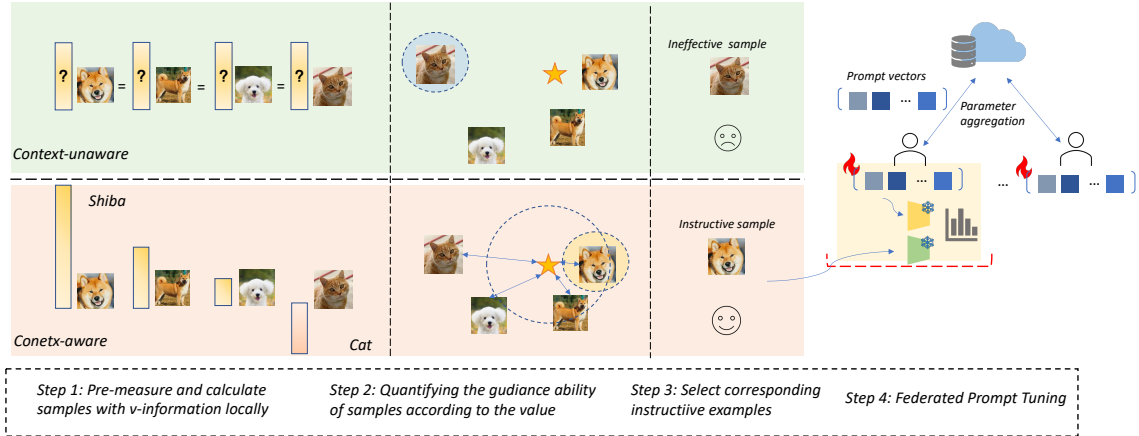 ? = ? = ? = ?
Context-unaware
Ineffective sample
Shiba
Conetx-aware
Cat
Instructive sample
Prompt vectors
...
Parameter
aggregation
...
...
...
Step 1: Pre-measure and calculate
samples with v-information locally
Step 2: Quantifying the gudiance ability
of samples according to the value
Step 3: Select corresponding
instructiive examples
Step 4: Federated Prompt Tuning